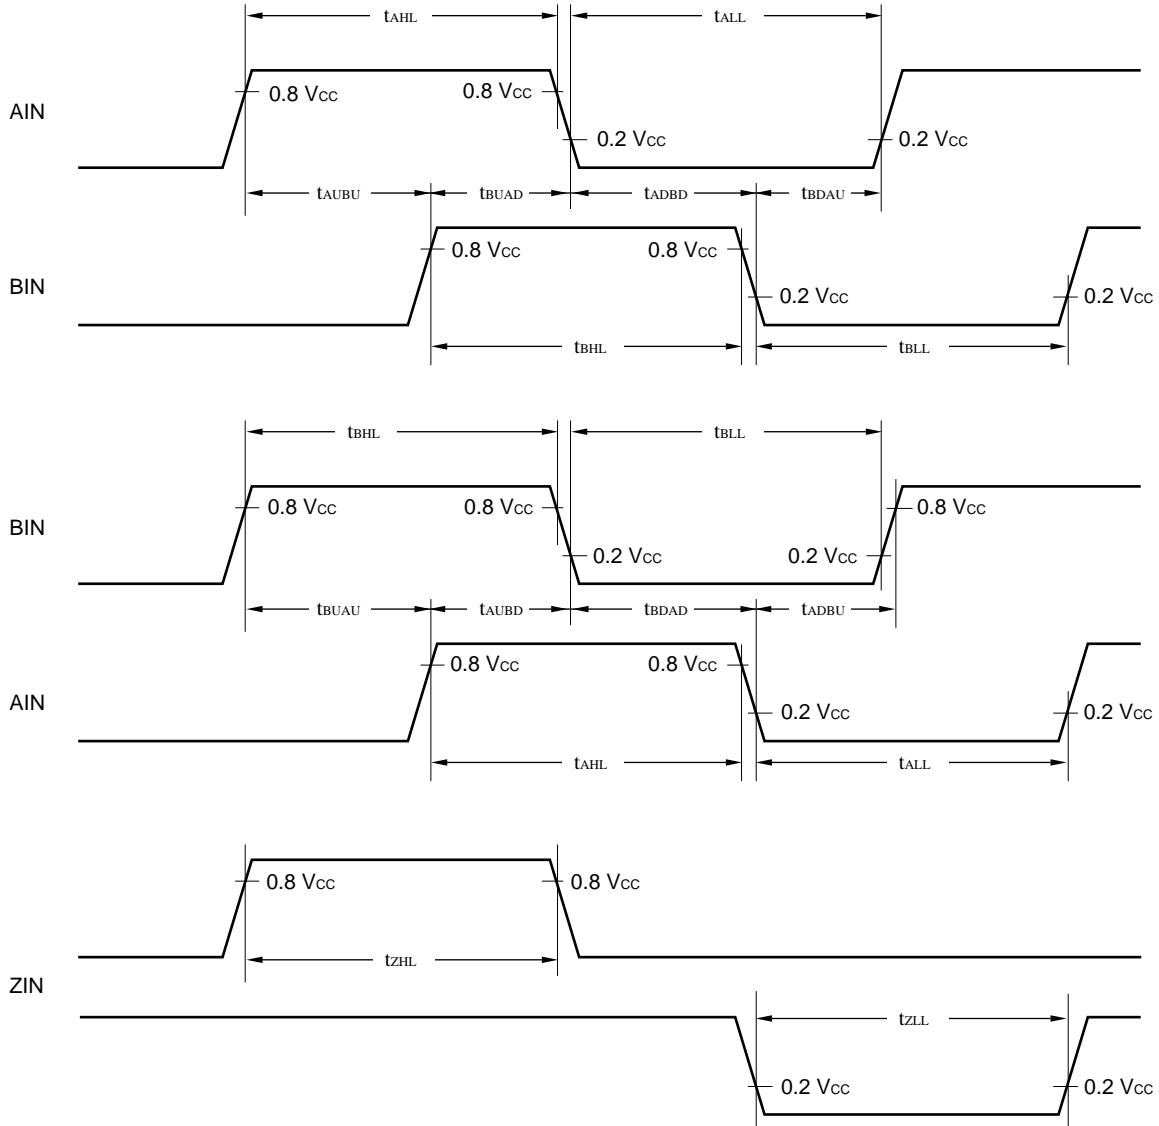 tAHL tALL
AIN 0.8 VCC 0.8 VCC
0.2 VCC 0.2 VCC
tAUBU tBUAD tADBD tBDAU
BIN 0.8 VCC 0.8 VCC
0.2 VCC 0.2 VCC
tBHL tBLL
tBHL tBLL
BIN 0.8 VCC 0.8 VCC 0.8 VCC
0.2 VCC 0.2 VCC
tBUAU tAUBD tBDAD tADBU
AIN 0.8 VCC 0.8 VCC
0.2 VCC 0.2 VCC
tAHL tALL
0.8 VCC 0.8 VCC
tZHL
ZIN
tZLL
0.2 VCC 0.2 VCC